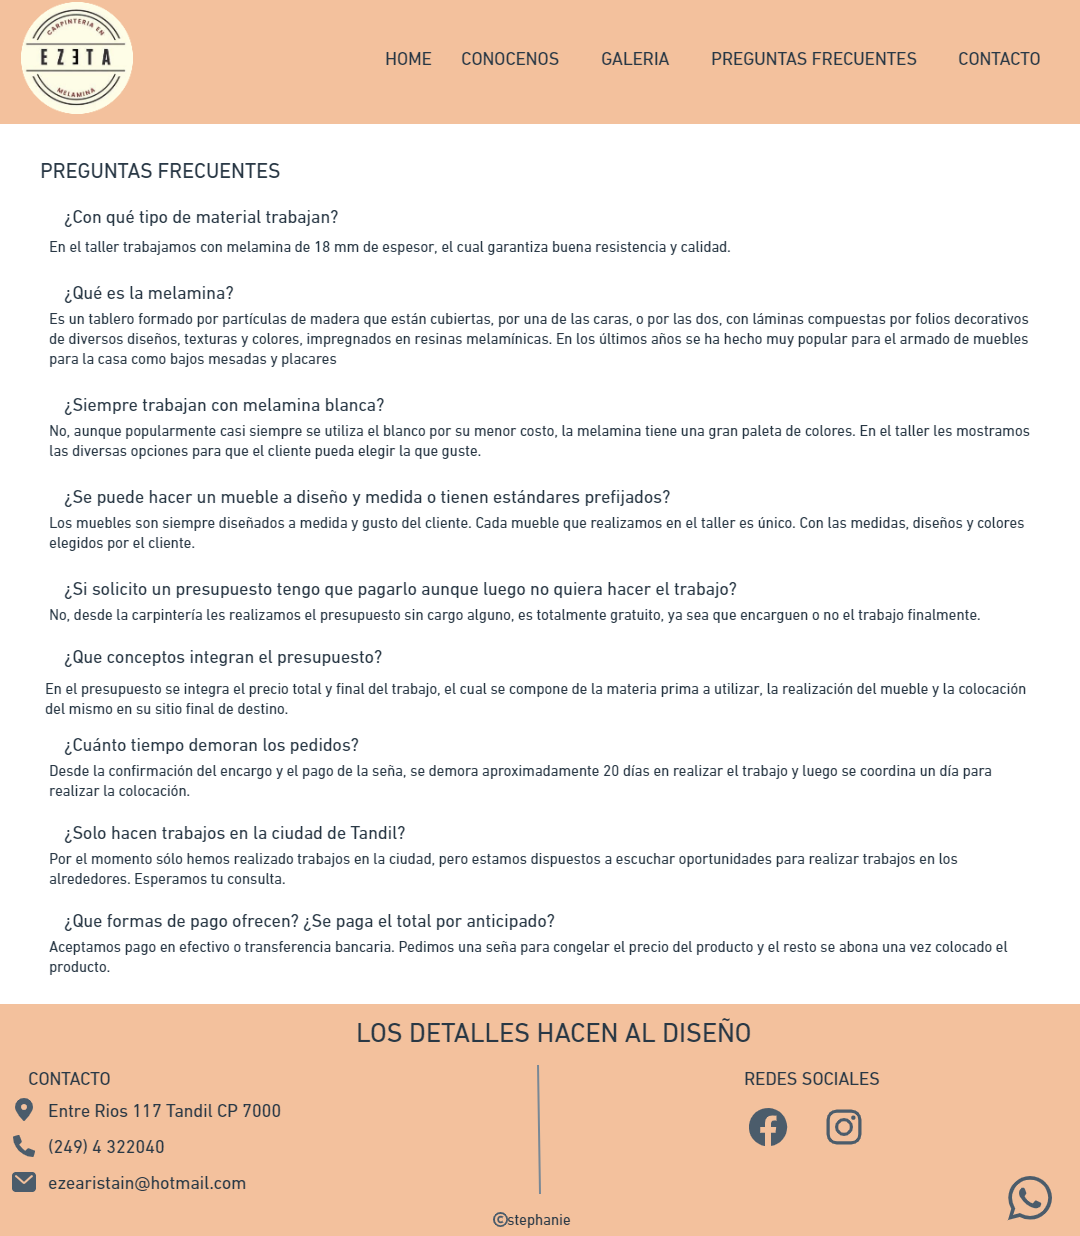 CARPINTERIA EN
EZETA
MELAMINA
HOME CONOCENOS GALERIA PREGUNTAS FRECUENTES CONTACTO
PREGUNTAS FRECUENTES
¿Con qué tipo de material trabajan?
En el taller trabajamos con melamina de 18 mm de espesor, el cual garantiza buena resistencia y calidad.
¿Qué es la melamina?
Es un tablero formado por partículas de madera que están cubiertas, por una de las caras, o por las dos, con láminas compuestas por folios decorativos
de diversos diseños, texturas y colores, impregnados en resinas melamínicas. En los últimos años se ha hecho muy popular para el armado de muebles
para la casa como bajos mesadas y placares
¿Siempre trabajan con melamina blanca?
No, aunque popularmente casi siempre se utiliza el blanco por su menor costo, la melamina tiene una gran paleta de colores. En el taller les mostramos
las diversas opciones para que el cliente pueda elegir la que guste.
¿Se puede hacer un mueble a diseño y medida o tienen estándares prefijados?
Los muebles son siempre diseñados a medida y gusto del cliente. Cada mueble que realizamos en el taller es único. Con las medidas, diseños y colores
elegidos por el cliente.
¿Si solicito un presupuesto tengo que pagarlo aunque luego no quiera hacer el trabajo?
No, desde la carpintería les realizamos el presupuesto sin cargo alguno, es totalmente gratuito, ya sea que encarguen o no el trabajo finalmente.
¿Que conceptos integran el presupuesto?
En el presupuesto se integra el precio total y final del trabajo, el cual se compone de la materia prima a utilizar, la realización del mueble y la colocación
del mismo en su sitio final de destino.
¿Cuánto tiempo demoran los pedidos?
Desde la confirmación del encargo y el pago de la seña, se demora aproximadamente 20 días en realizar el trabajo y luego se coordina un día para
realizar la colocación.
¿Solo hacen trabajos en la ciudad de Tandil?
Por el momento sólo hemos realizado trabajos en la ciudad, pero estamos dispuestos a escuchar oportunidades para realizar trabajos en los
alrededores. Esperamos tu consulta.
¿Que formas de pago ofrecen? ¿Se paga el total por anticipado?
Aceptamos pago en efectivo o transferencia bancaria. Pedimos una seña para congelar el precio del producto y el resto se abona una vez colocado el
producto.
LOS DETALLES HACEN AL DISEÑO
CONTACTO
Entre Rios 117 Tandil CP 7000
(249) 4 322040
ezearistain@hotmail.com
REDES SOCIALES
©stephanie